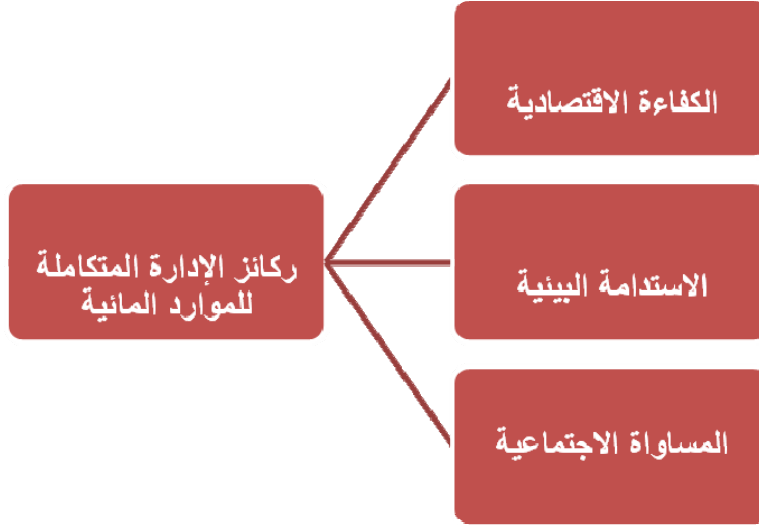 ركائز الإدارة المتكاملة
للموارد المائية
الكفاءة الاقتصادية
الاستدامة البيئية
المساواة الاجتماعية